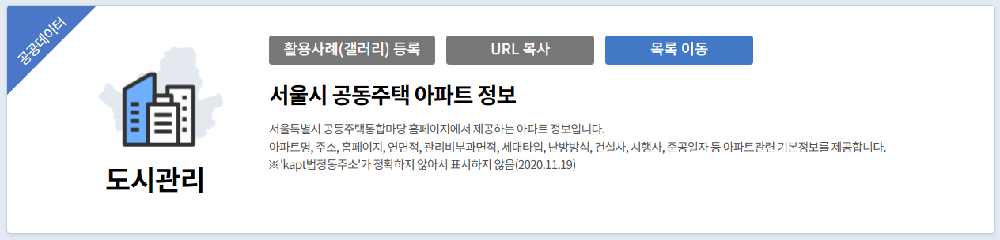 공공데이터
도시관리
활용사례(갤러리) 등록
URL 복사
목록 이동
서울시 공동주택 아파트 정보
서울특별시 공동주택통합마당 홈페이지에서 제공하는 아파트 정보입니다.
아파트명, 주소, 홈페이지, 연면적, 관리비부과면적, 세대타입, 난방방식, 건설사, 시행사, 준공일자 등 아파트관련 기본정보를 제공합니다.
※ 'kapt법정동주소'가 정확하지 않아서 표시하지 않음(2020.11.19)